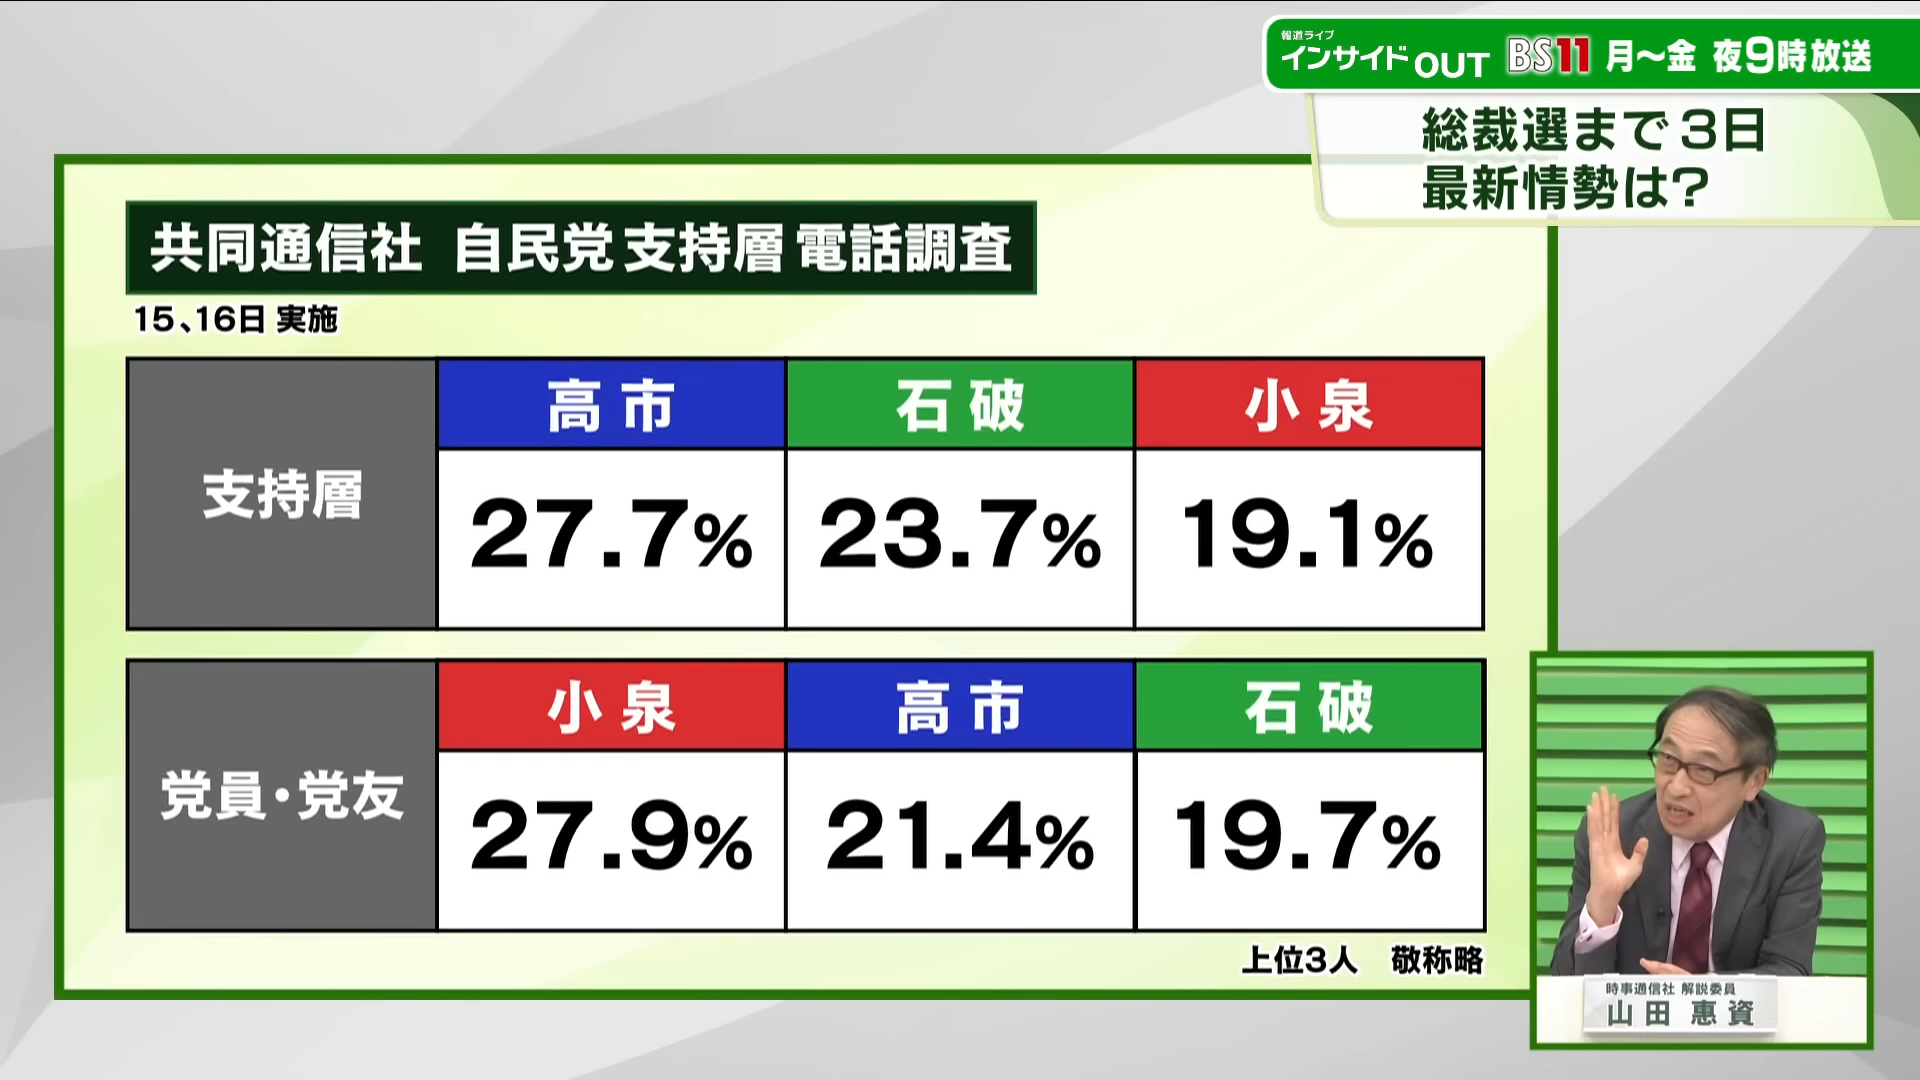 報道ライブ
インサイドOUT BS11 月～金 夜9時放送
総裁選まで3日
最新情勢は?
共同通信社 自民党支持層電話調査
15、16日 実施
支持層
高市 石破 小泉
27.7% 23.7% 19.1%
党員・党友
小泉 高市 石破
27.9% 21.4% 19.7%
上位3人 敬称略
時事通信社 解説委員
山田 惠資